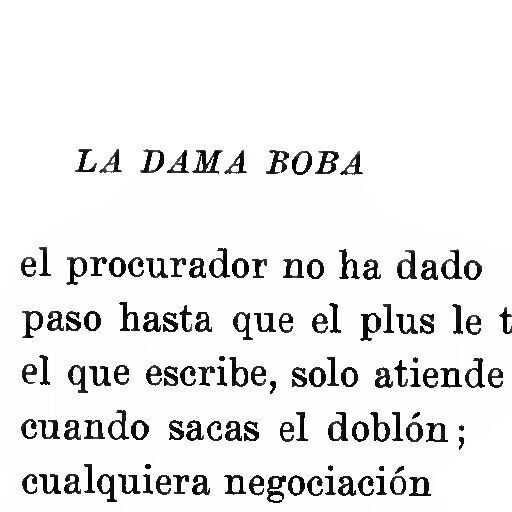 LA DAMA BOBA
el procurador no ha dado
paso hasta que el plus le
el que escribe, solo atiende
cuando sacas el doblón;
cualquiera negociación